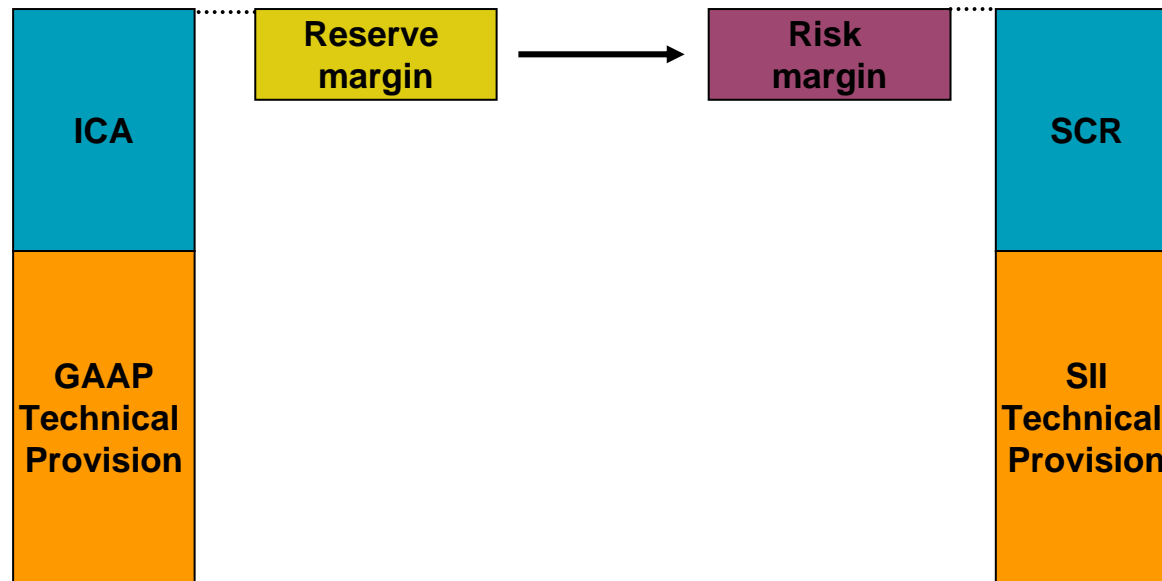 Reserve
margin
Risk
margin
ICA
SCR
GAAP
Technical
Provision
SII
Technical
Provision